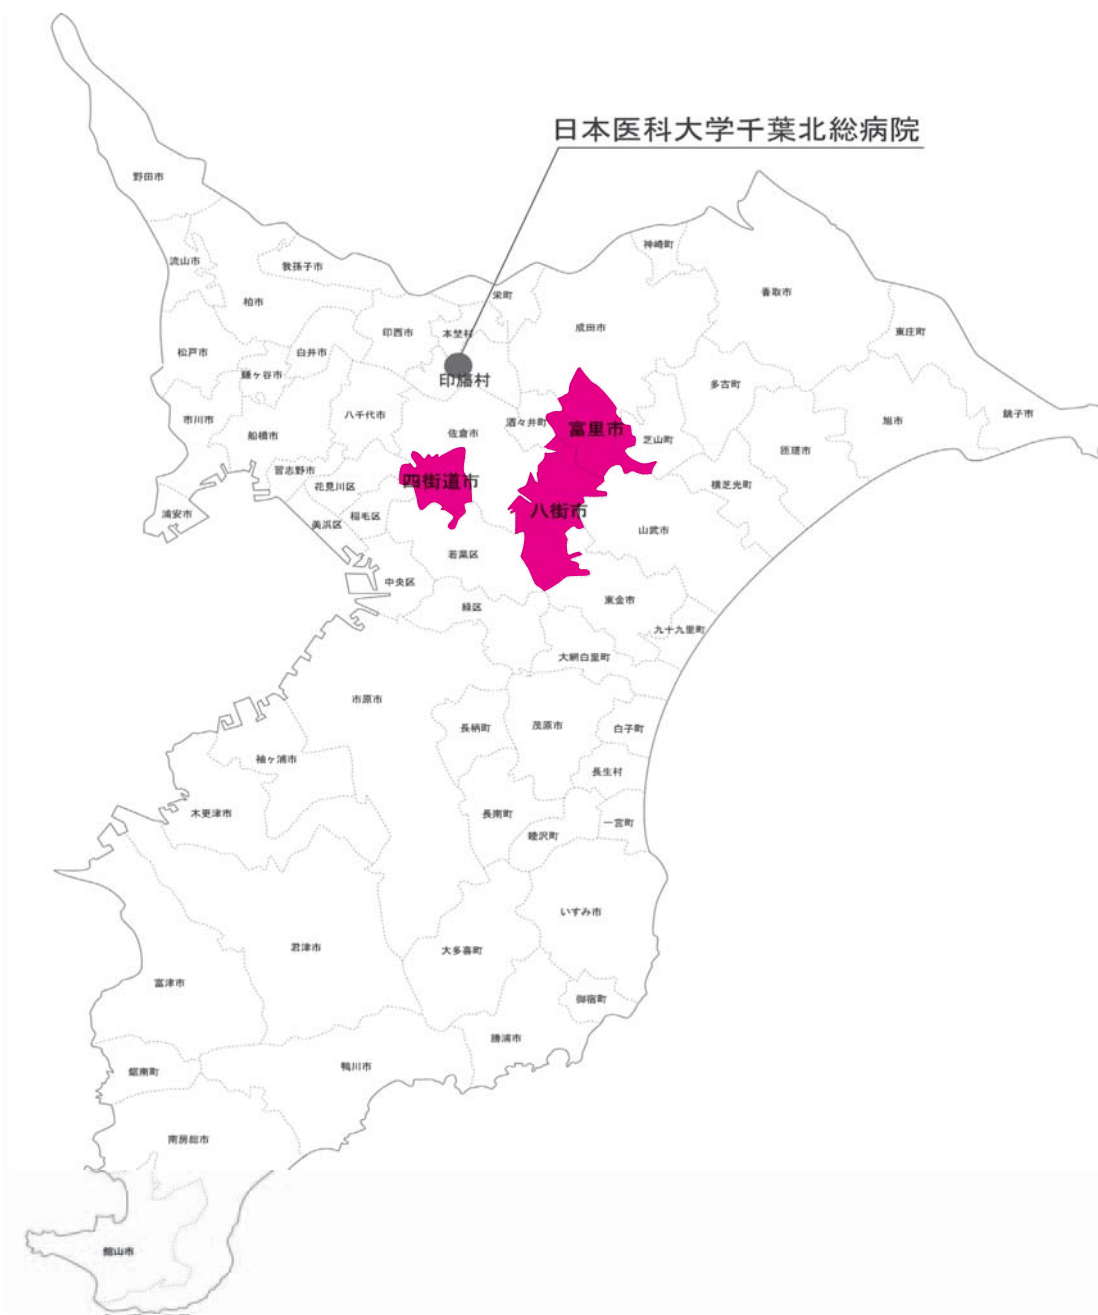 日本医科大学千葉北総病院
野田市
流山市
我孫子市
柏市
神崎町
香取市
栄町
成田市
東庄町
印西市
本埜村
松戸市
白井市
鎌ヶ谷市
印旛村
多古町
銚子市
市川市
八千代市
酒々井町
旭市
船橋市
佐倉市
富里市
芝山町
匝瑳市
習志野市
四街道市
花見川区
横芝光町
浦安市
美浜区
稲毛区
八街市
山武市
若葉区
中央区
緑区
東金市
九十九里町
大網白里町
市原市
長柄町
茂原市
白子町
袖ヶ浦市
長生村
木更津市
長南町
一宮町
睦沢町
いすみ市
君津市
大多喜町
富津市
御宿町
勝浦市
鋸南町
鴨川市
南房総市
館山市